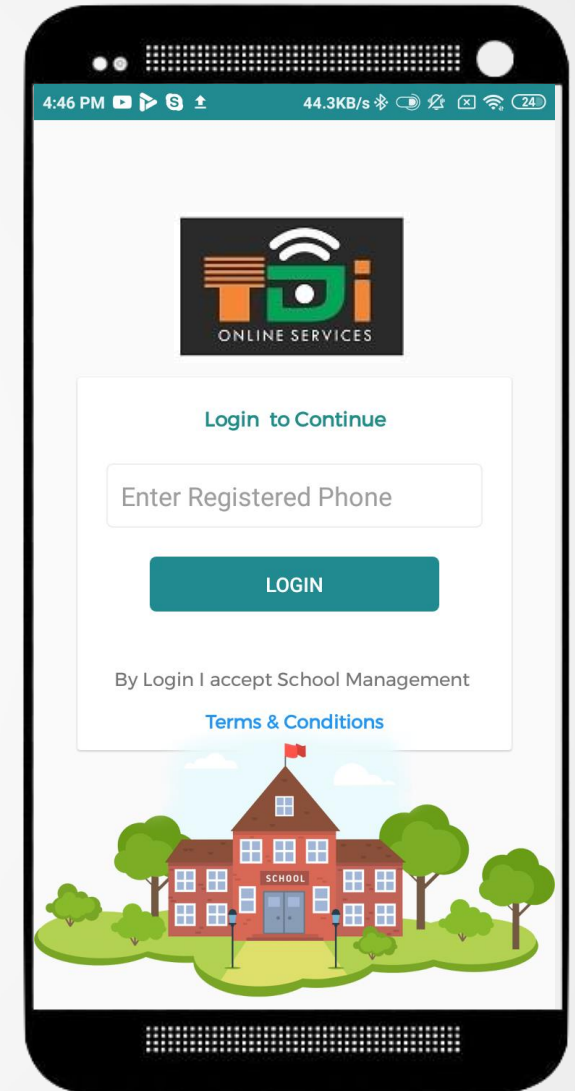 4:46 PM 44.3KB/s 24
TDi
ONLINE SERVICES
Login to Continue
Enter Registered Phone
LOGIN
By Login I accept School Management
Terms & Conditions
SCHOOL